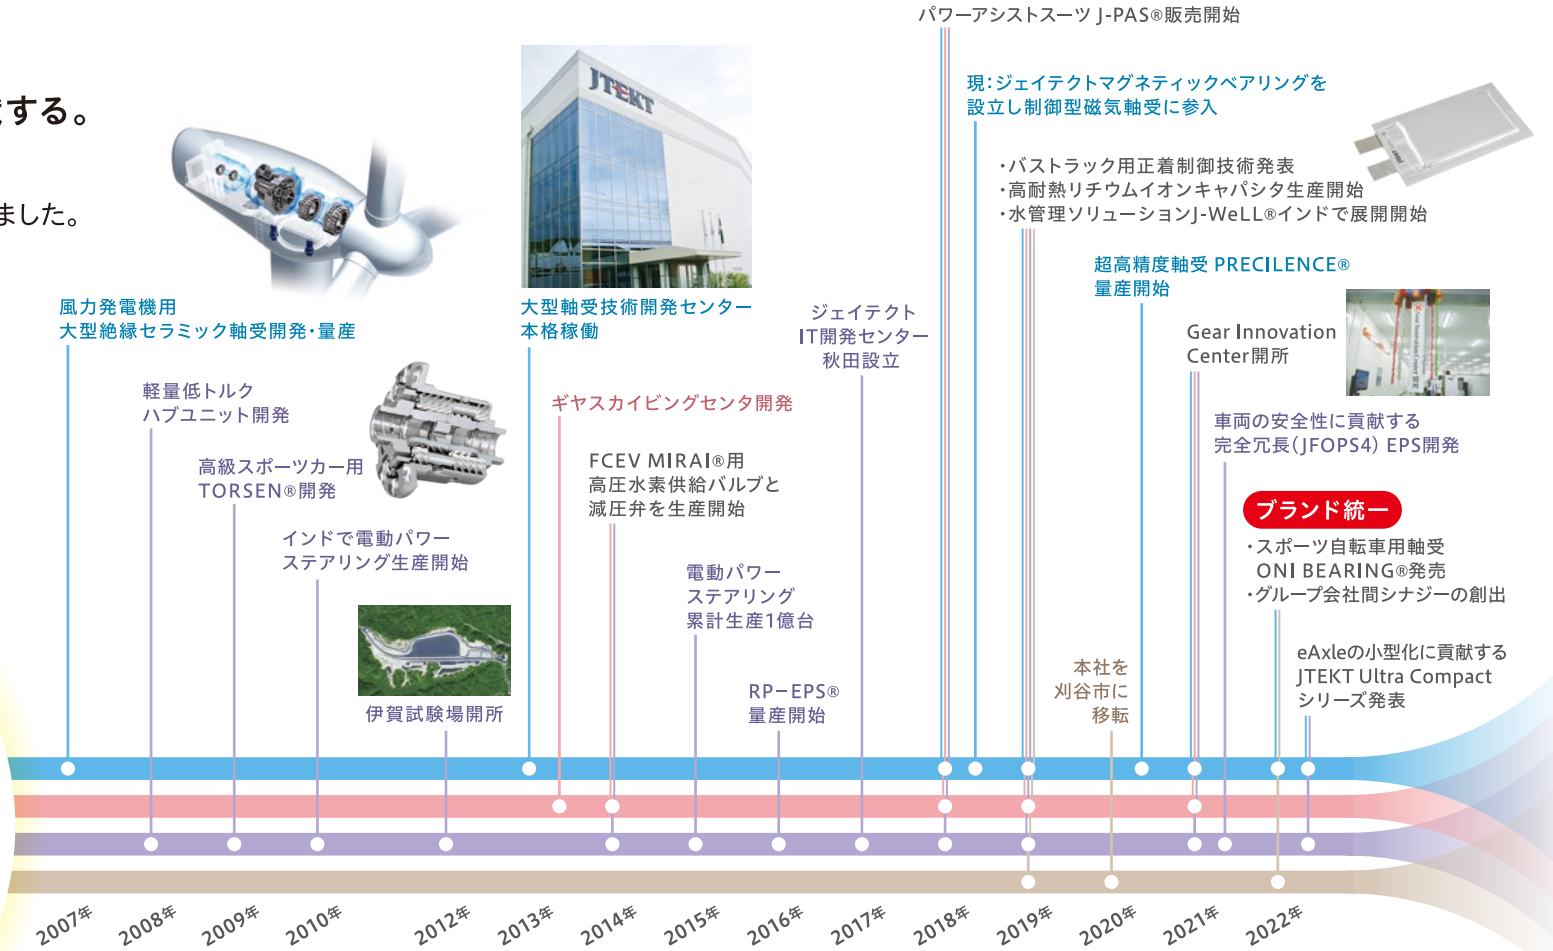 する。
ました。
パワーアシストスーツ J-PAS®販売開始
JTEKT
現：ジェイテクトマグネティックベアリングを
設立し制御型磁気軸受に参入
・バストラック用正着制御技術発表
・高耐熱リチウムイオンキャパシタ生産開始
・水管理ソリューションJ-WeLL®インドで展開開始
超高精度軸受 PRECILENCE®
量産開始
風力発電機用
大型絶縁セラミック軸受開発・量産
大型軸受技術開発センター
本格稼働
ジェイテクト
IT開発センター
秋田設立
Gear Innovation
Center開所
Gear Innovation Center 開所
軽量低トルク
ハブユニット開発
ギヤスカイビングセンタ開発
車両の安全性に貢献する
完全冗長（JFOPS4）EPS開発
高級スポーツカー用
TORSEN®開発
FCEV MIRAI®用
高圧水素供給バルブと
減圧弁を生産開始
ブランド統一
・スポーツ自転車用軸受
ONI BEARING®発売
・グループ会社間シナジーの創出
インドで電動パワー
ステアリング生産開始
電動パワー
ステアリング
累計生産1億台
eAxleの小型化に貢献する
JTEKT Ultra Compact
シリーズ発表
本社を
刈谷市に
移転
RP−EPS®
量産開始
伊賀試験場開所
2007年
2008年
2009年
2010年
2012年
2013年
2014年
2015年
2016年
2017年
2018年
2019年
2020年
2021年
2022年